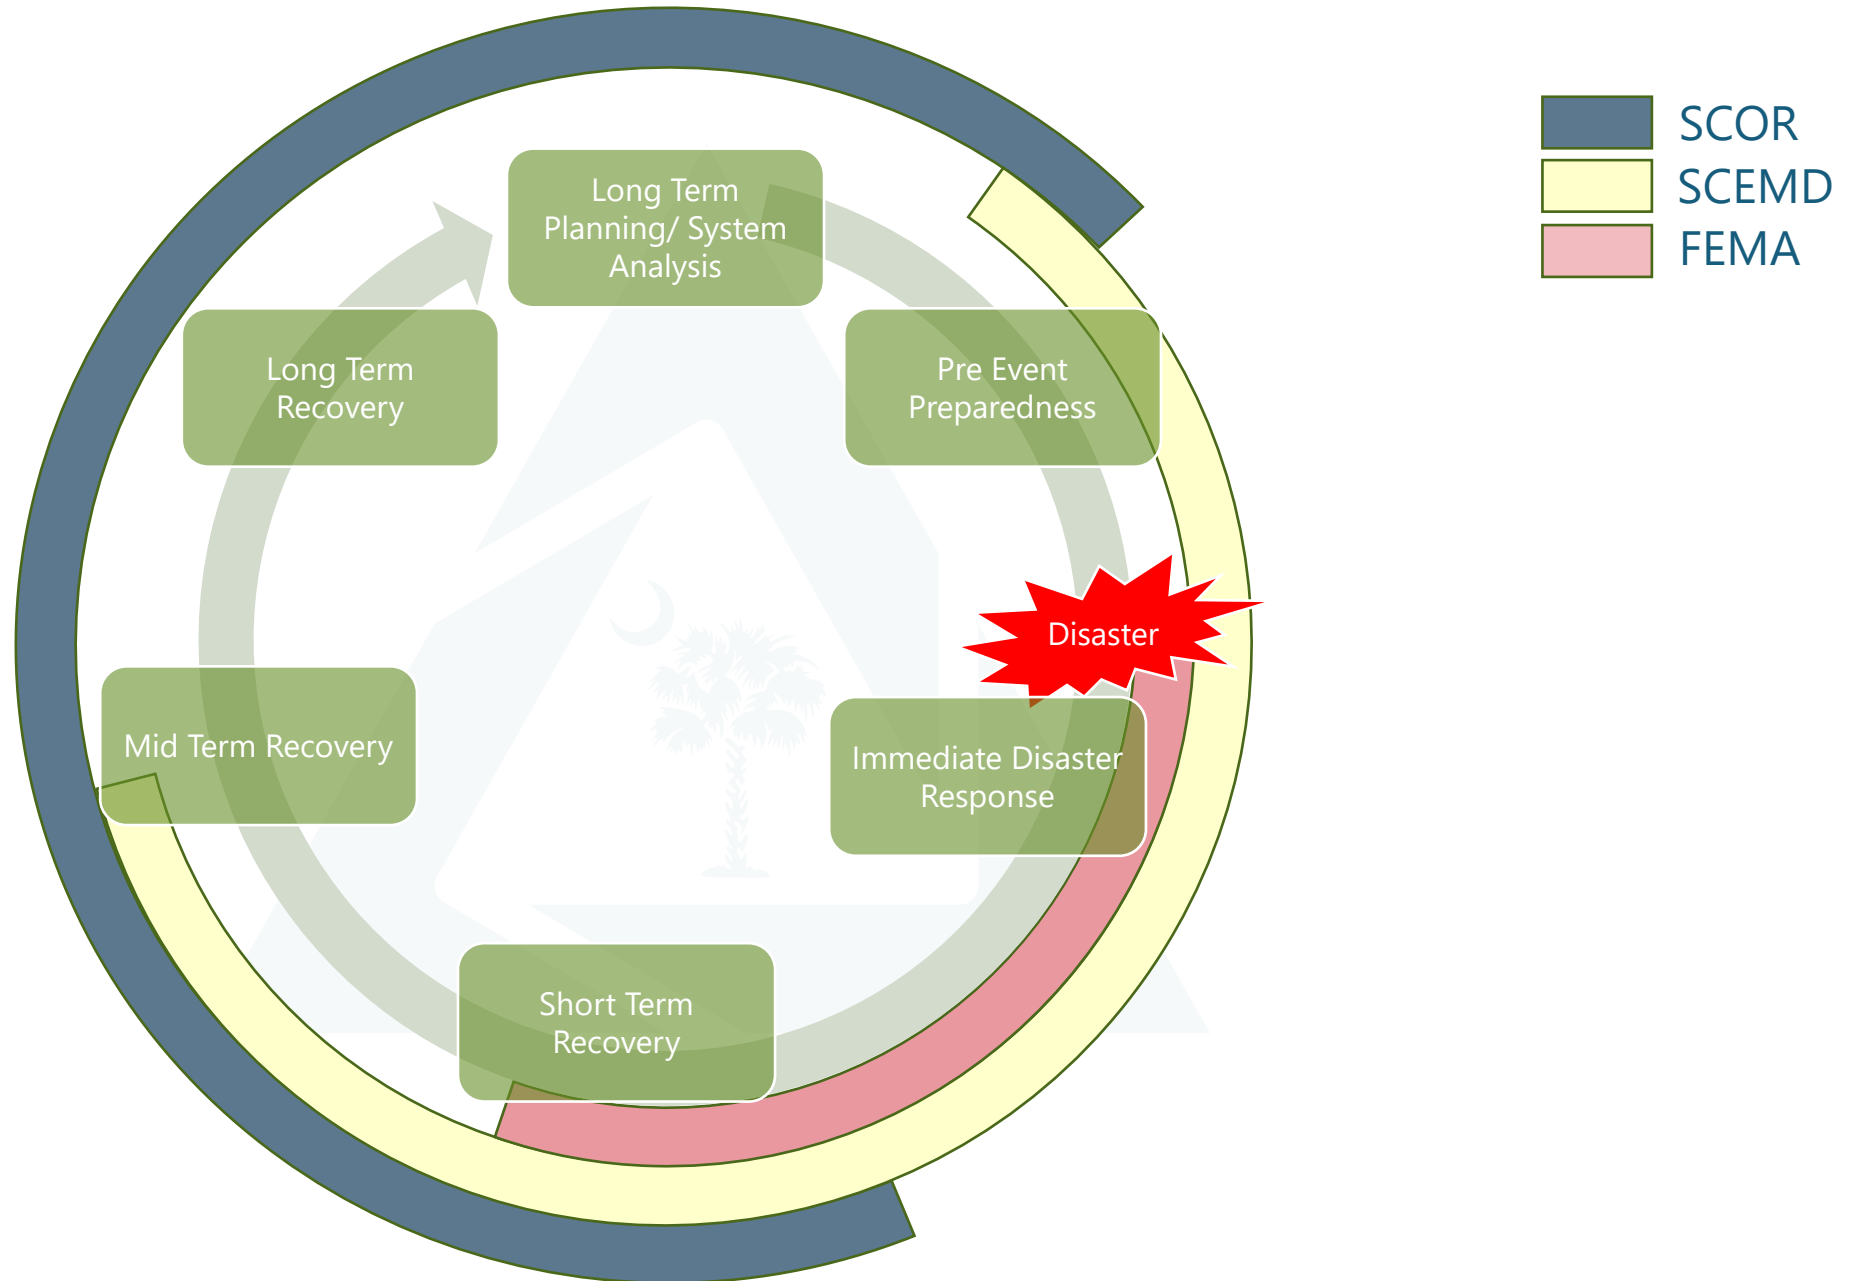 Long Term
Planning/ System
Analysis
Pre Event
Preparedness
Disaster
Immediate Disaster
Response
Short Term
Recovery
Mid Term Recovery
Long Term
Recovery
SCOR
SCEMD
FEMA